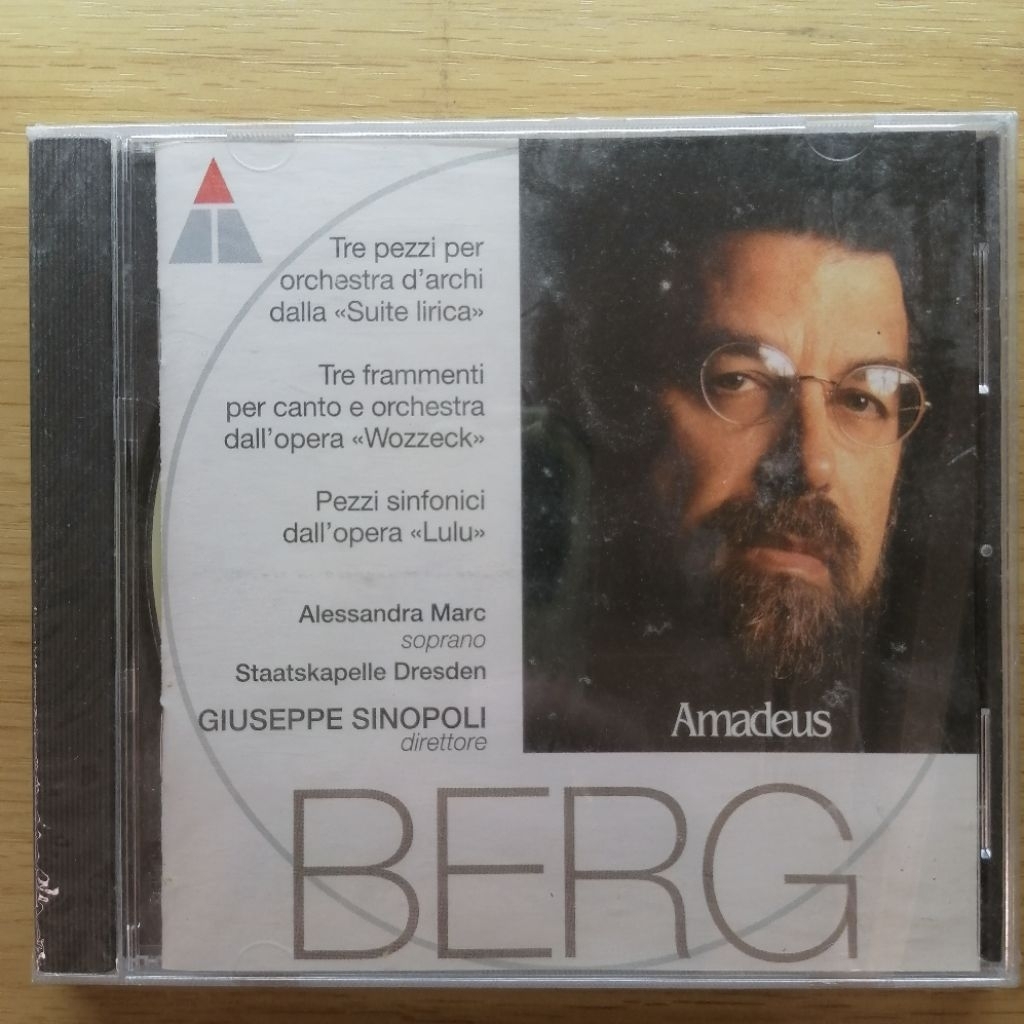 Tre pezzi per
orchestra d'archi
dalla «Suite lirica»
Tre frammenti
per canto e orchestra
dall'opera «Wozzeck»
Pezzi sinfonici
dall'opera «Lulu»
Alessandra Marc
soprano
Staatskapelle Dresden
GIUSEPPE SINOPOLI
direttore
Amadeus
BERG